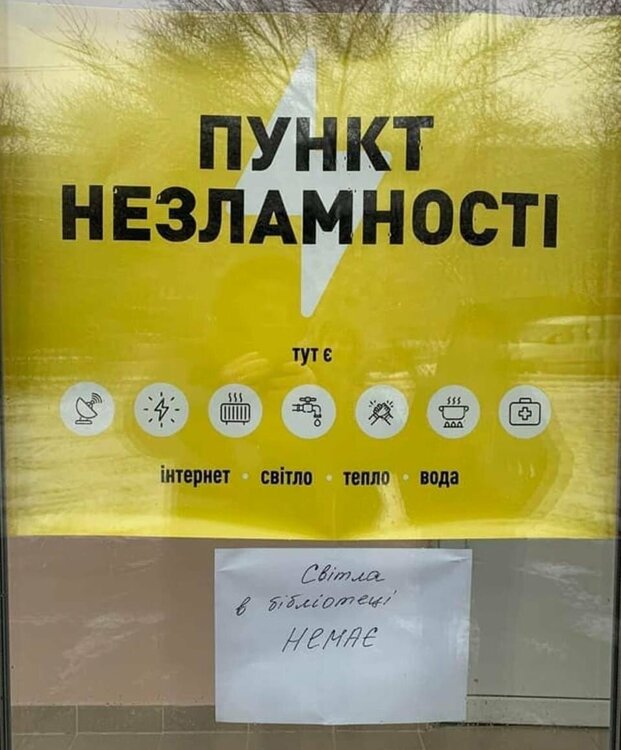 ПУНКТ
НЕЗЛАМНОСТІ
тут є
інтернет • світло • тепло • вода
Світла
в бібліотеці
НЕМАЄ